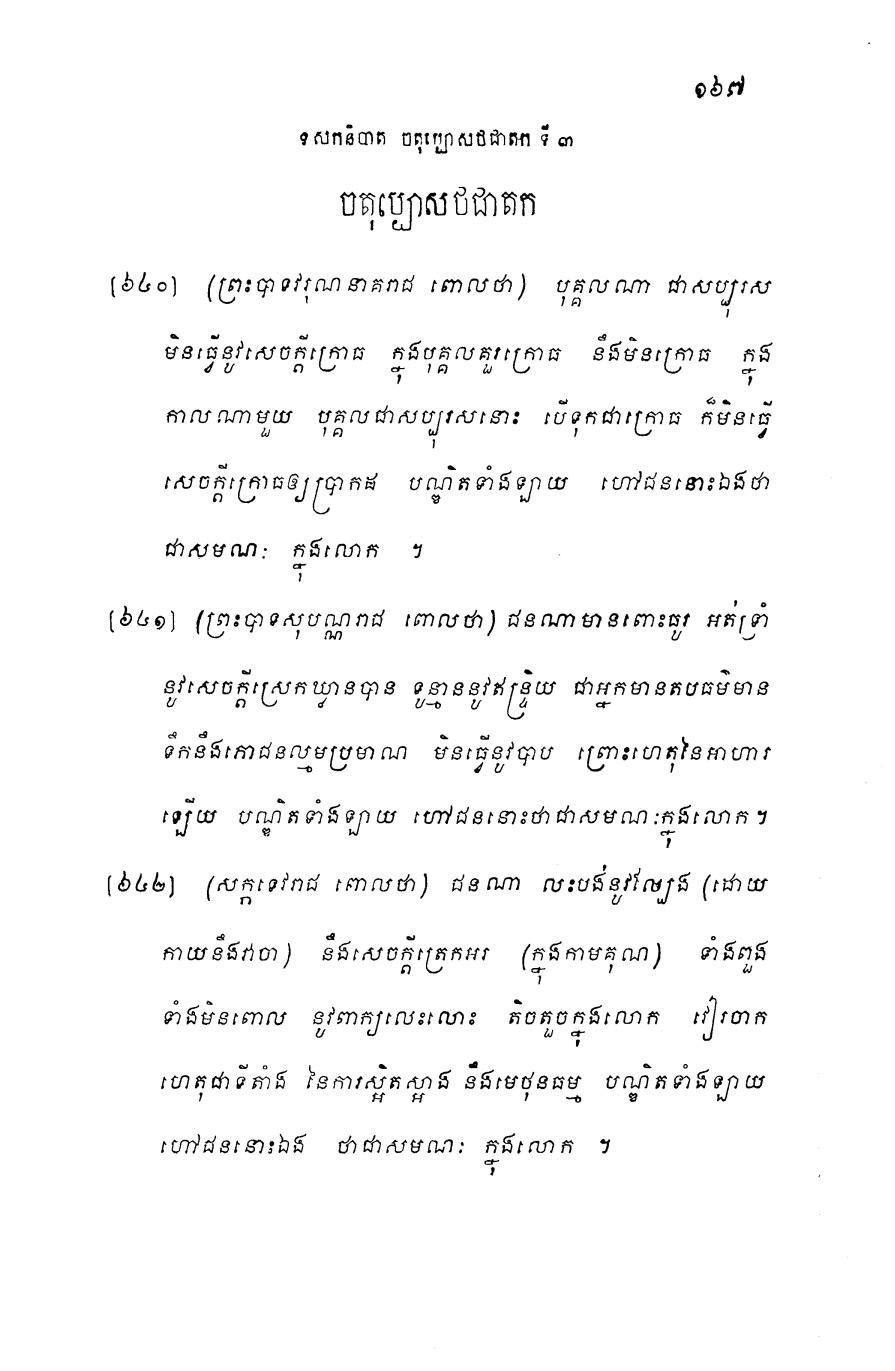 ១៦៧
ទសកនិបាត ចតុប្បោសថជាតក ទី ៣
ចតុប្បោសថជាតក
[៦៤០] (ព្រះបាទវរុណនាគរាជ ពោលថា) បុគ្គលណា ជាសប្បុរស
មិនធ្វើនូវសេចក្តីក្រោធ ក្នុងបុគ្គលគួរក្រោធ នឹងមិនក្រោធ ក្នុង
កាលណាមួយ បុគ្គលជាសប្បុរសនោះ បើទុកជាក្រោធ ក៏មិនធ្វើ
សេចក្តីក្រោធឲ្យប្រាកដ បណ្ឌិតទាំងឡាយ ហៅជននោះឯងថា
ជាសមណៈ ក្នុងលោក ។
[៦៤១] (ព្រះបាទសុបណ្ណរាជ ពោលថា) ជនណាមានពោះធូរ អត់ទ្រាំ
នូវសេចក្តីស្រេកឃ្លានបាន ទូន្មាននូវឥន្ទ្រិយ ជាអ្នកមានតបធម៌មាន
ទឹកនឹងភោជនល្មមប្រមាណ មិនធ្វើនូវបាប ព្រោះហេតុនៃអាហារ
ឡើយ បណ្ឌិតទាំងឡាយ ហៅជននោះថាជាសមណៈក្នុងលោក ។
[៦៤២] (សក្កទេវរាជ ពោលថា) ជនណា លះបង់នូវល្បែង (ដោយ
កាយនឹងវាចា) នឹងសេចក្តីត្រេកអរ (ក្នុងកាមគុណ) ទាំងពួង
ទាំងមិនពោល នូវពាក្យលេះលោះ តិចតួចក្នុងលោក វៀរចាក
ហេតុជាទីតាំង នៃការស្អិតស្អាង នឹងមេថុនធម្ម បណ្ឌិតទាំងឡាយ
ហៅជននោះឯង ថាជាសមណៈ ក្នុងលោក ។